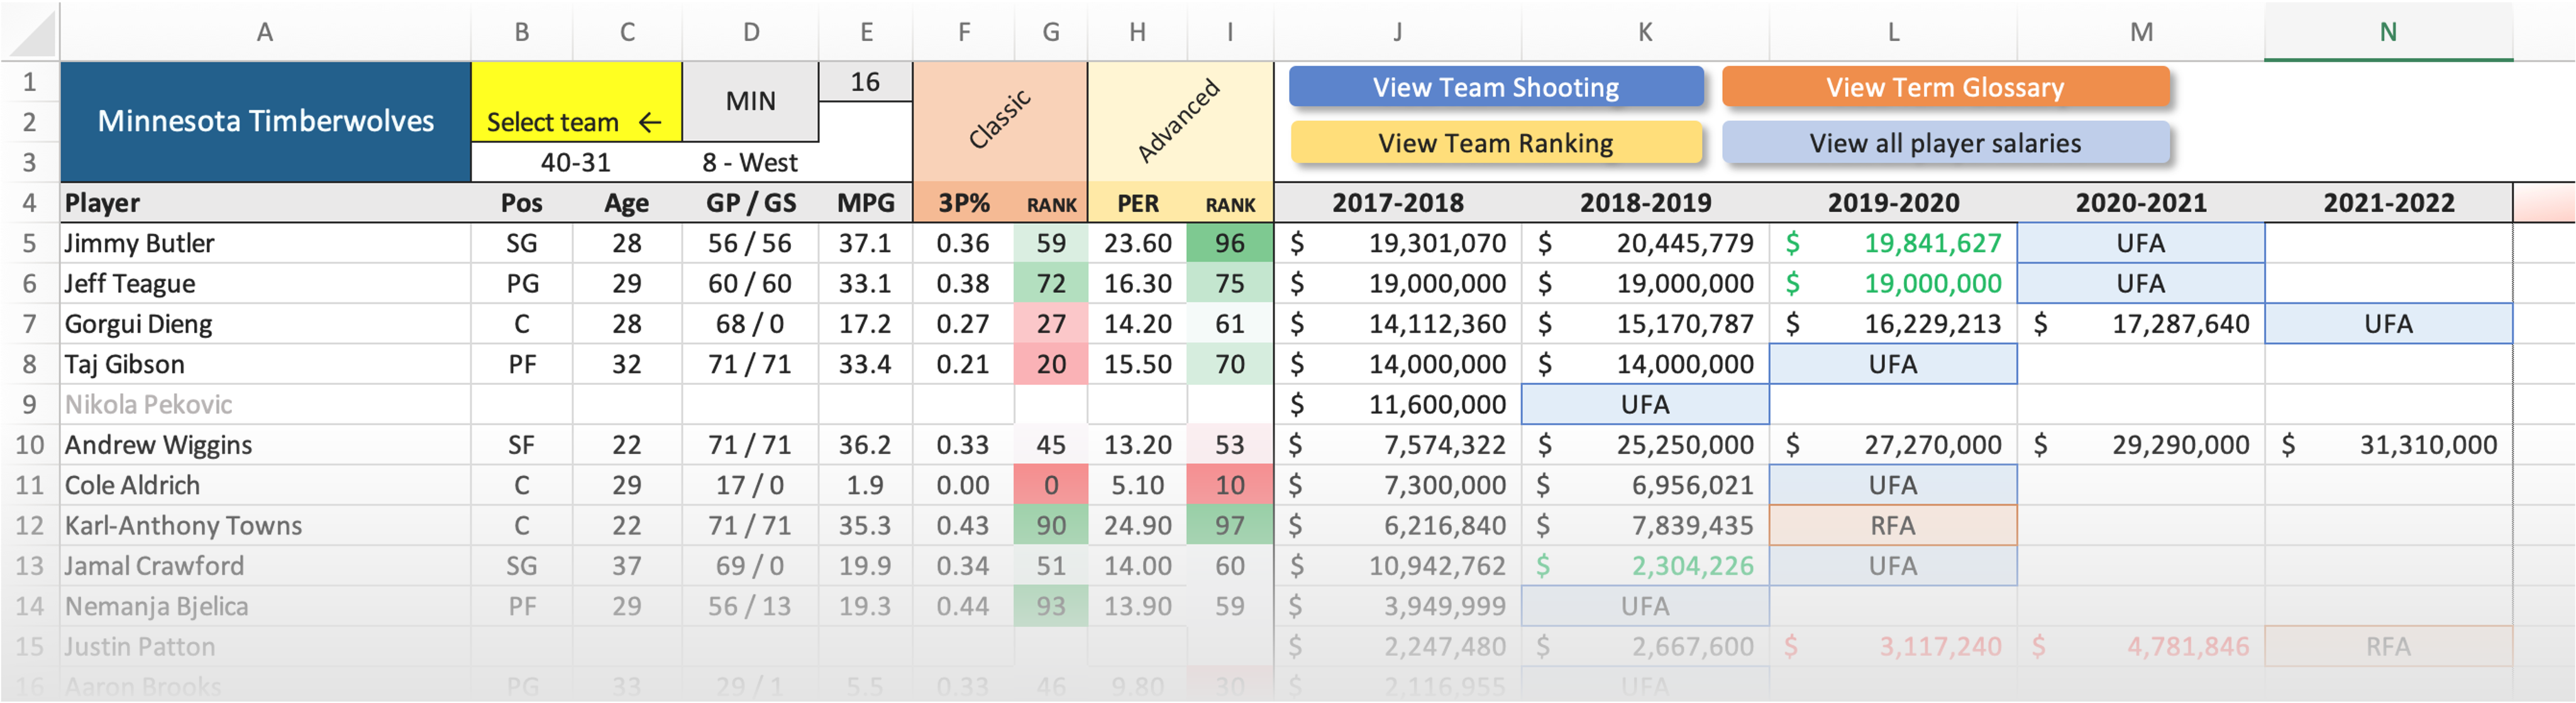 A B C D E F G H I J K L M N
1 16 View Team Shooting View Term Glossary
Minnesota Timberwolves MIN Classic Advanced
2 Select team ← View Team Ranking View all player salaries
3 40-31 8 - West
4 Player Pos Age GP / GS MPG 3P% RANK PER RANK 2017-2018 2018-2019 2019-2020 2020-2021 2021-2022
5 Jimmy Butler SG 28 56 / 56 37.1 0.36 59 23.60 96 $ 19,301,070 $ 20,445,779 $ 19,841,627 UFA
6 Jeff Teague PG 29 60 / 60 33.1 0.38 72 16.30 75 $ 19,000,000 $ 19,000,000 $ 19,000,000 UFA
7 Gorgui Dieng C 28 68 / 0 17.2 0.27 27 14.20 61 $ 14,112,360 $ 15,170,787 $ 16,229,213 $ 17,287,640 UFA
8 Taj Gibson PF 32 71 / 71 33.4 0.21 20 15.50 70 $ 14,000,000 $ 14,000,000 UFA
9 Nikola Pekovic $ 11,600,000 UFA
10 Andrew Wiggins SF 22 71 / 71 36.2 0.33 45 13.20 53 $ 7,574,322 $ 25,250,000 $ 27,270,000 $ 29,290,000 $ 31,310,000
11 Cole Aldrich C 29 17 / 0 1.9 0.00 0 5.10 10 $ 7,300,000 $ 6,956,021 UFA
12 Karl-Anthony Towns C 22 71 / 71 35.3 0.43 90 24.90 97 $ 6,216,840 $ 7,839,435 RFA
13 Jamal Crawford SG 37 69 / 0 19.9 0.34 51 14.00 60 $ 10,942,762 $ 2,304,226 UFA
14 Nemanja Bjelica PF 29 56 / 13 19.3 0.44 93 13.90 59 $ 3,949,999 UFA
15 Justin Patton $ 2,247,480 $ 2,667,600 $ 3,117,240 $ 4,781,846 RFA
16 Aaron Brooks PG 33 29 / 1 5.5 0.33 46 9.80 30 $ 2,116,955 UFA